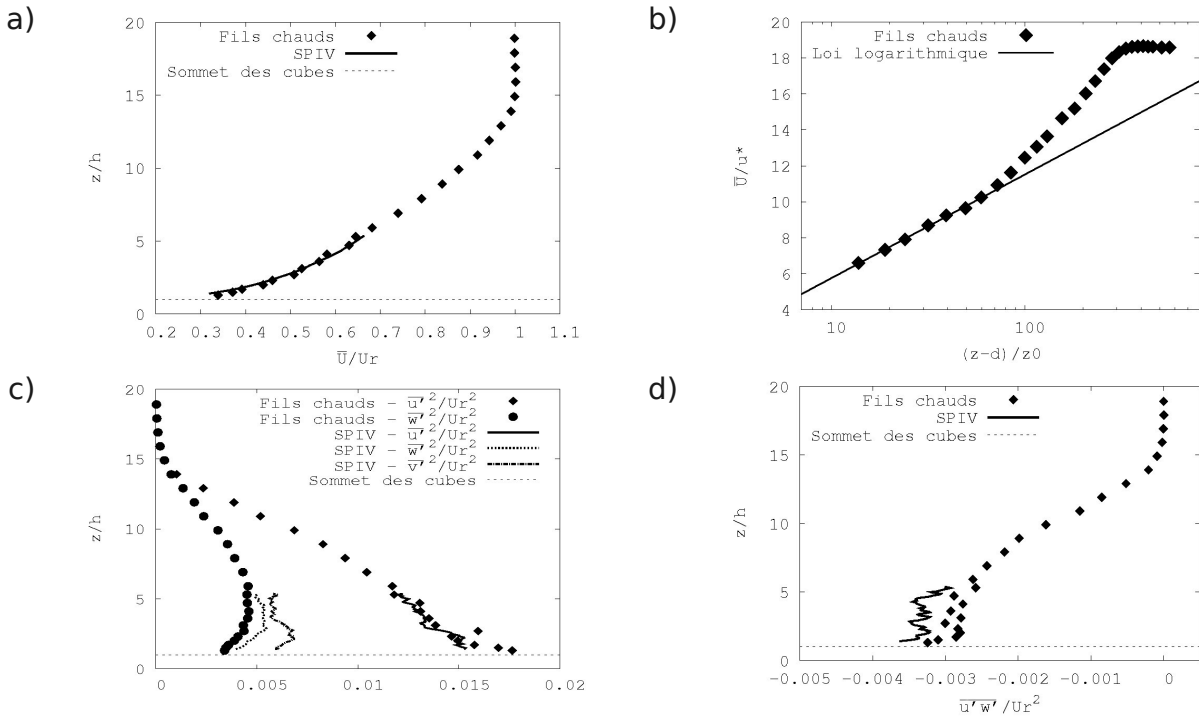 a)
20
15
10
5
0
z/h
Fils chauds
SPIV
Sommet des cubes
0.2 0.3 0.4 0.5 0.6 0.7 0.8 0.9 1 1.1
U̅/Ur
b)
20
18
16
14
12
10
8
6
4
U̅/u*
Fils chauds
Loi logarithmique
10 100
(z-d)/z0
c)
20
15
10
5
0
z/h
Fils chauds - u'²/Ur²
Fils chauds - w'²/Ur²
SPIV - u'²/Ur²
SPIV - w'²/Ur²
SPIV - v'²/Ur²
Sommet des cubes
0 0.005 0.01 0.015 0.02
d)
20
15
10
5
0
z/h
Fils chauds
SPIV
Sommet des cubes
-0.005 -0.004 -0.003 -0.002 -0.001 0
u'w'/Ur²